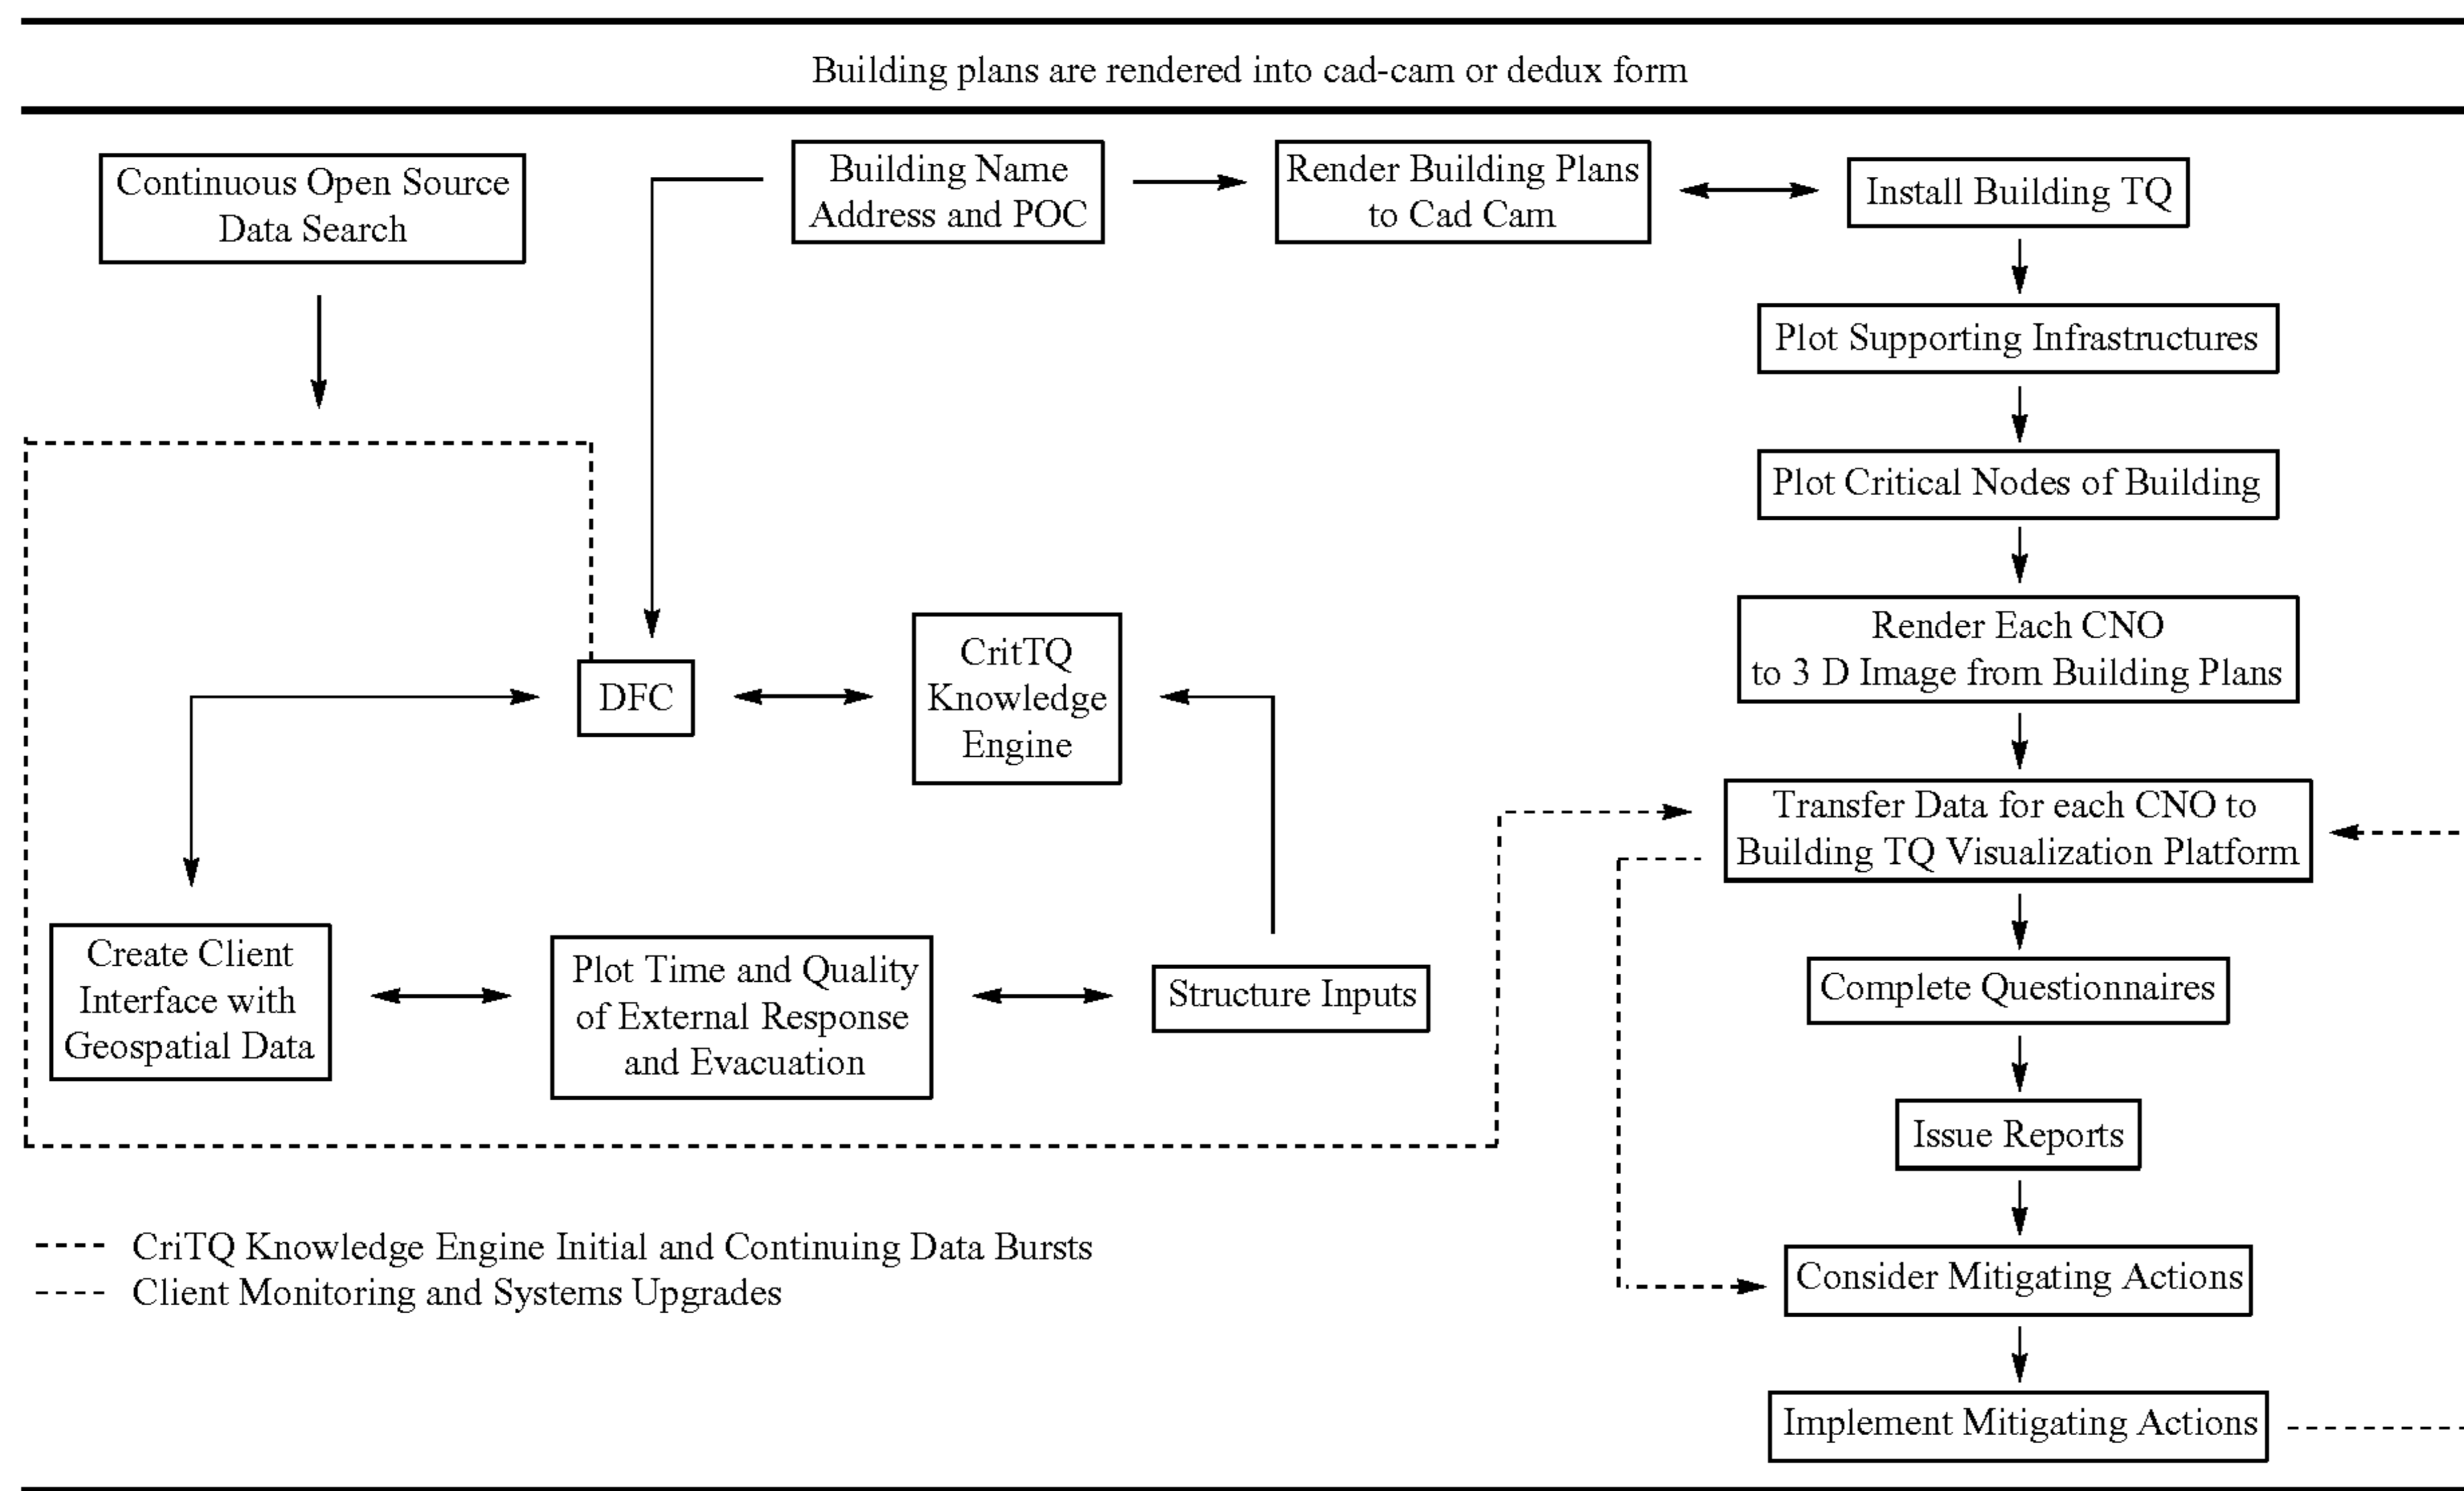 Building plans are rendered into cad-cam or dedux form
Continuous Open Source
Data Search
Building Name
Address and POC
Render Building Plans
to Cad Cam
Install Building TQ
Plot Supporting Infrastructures
Plot Critical Nodes of Building
Render Each CNO
to 3 D Image from Building Plans
DFC
CritTQ
Knowledge
Engine
Transfer Data for each CNO to
Building TQ Visualization Platform
Create Client
Interface with
Geospatial Data
Plot Time and Quality
of External Response
and Evacuation
Structure Inputs
Complete Questionnaires
Issue Reports
Consider Mitigating Actions
Implement Mitigating Actions
CriTQ Knowledge Engine Initial and Continuing Data Bursts
Client Monitoring and Systems Upgrades